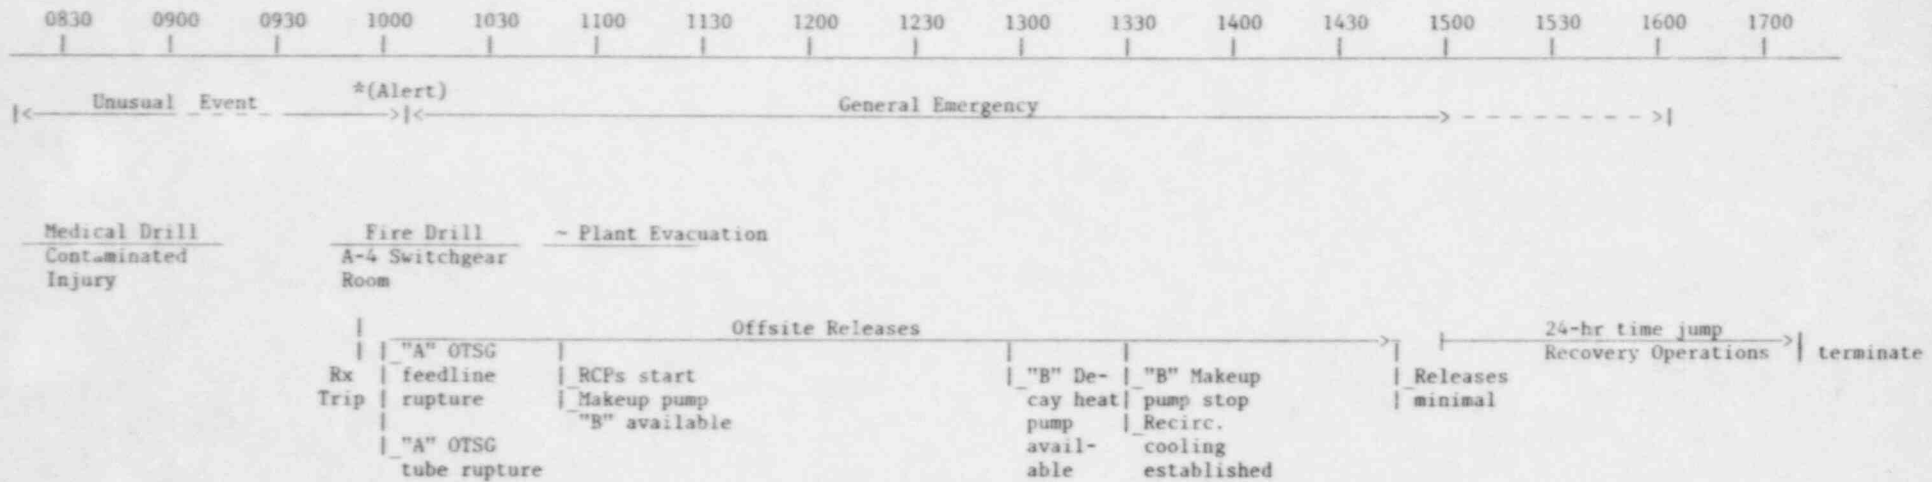 0830 0900 0930 1000 1030 1100 1130 1200 1230 1300 1330 1400 1430 1500 1530 1600 1700
*(Alert)
Unusual Event
General Emergency
Medical Drill
Contaminated
Injury
Fire Drill
A-4 Switchgear
Room
~ Plant Evacuation
Offsite Releases
Rx
Trip
"A" OTSG
feedline
rupture
"A" OTSG
tube rupture
RCPs start
Makeup pump
"B" available
"B" De-
cay heat
pump
avail-
able
"B" Makeup
pump stop
Recirc.
cooling
established
Releases
minimal
24-hr time jump
Recovery Operations
terminate